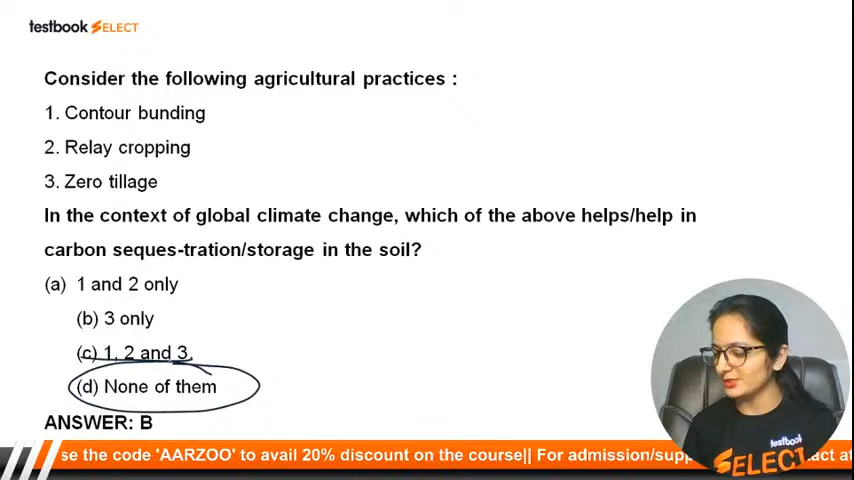 testbook SELECT
Consider the following agricultural practices :
1. Contour bunding
2. Relay cropping
3. Zero tillage
In the context of global climate change, which of the above helps/help in
carbon seques-tration/storage in the soil?
(a) 1 and 2 only
(b) 3 only
(c) 1, 2 and 3.
(d) None of them
ANSWER: B
testbook
SELECT
se the code 'AARZOO' to avail 20% discount on the course|| For admission/supp act at